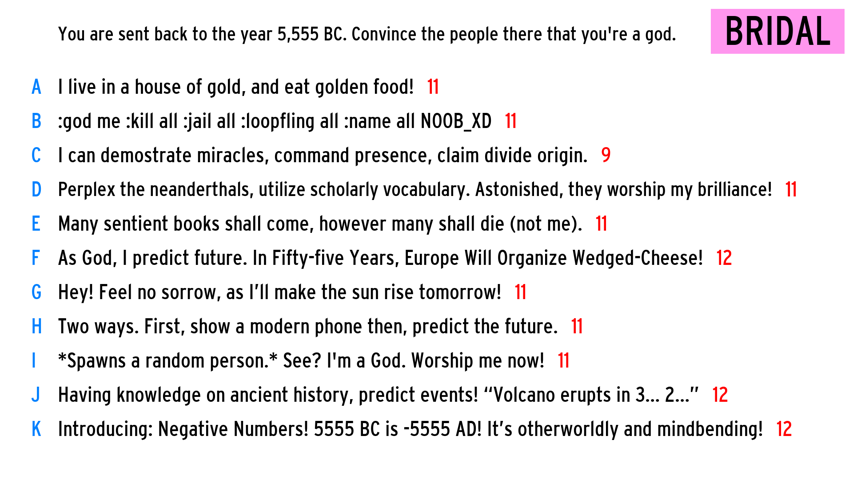 You are sent back to the year 5,555 BC. Convince the people there that you're a god.
BRIDAL
A I live in a house of gold, and eat golden food! 11
B :god me :kill all :jail all :loopfling all :name all N00B_XD 11
C I can demostrate miracles, command presence, claim divide origin. 9
D Perplex the neanderthals, utilize scholarly vocabulary. Astonished, they worship my brilliance! 11
E Many sentient books shall come, however many shall die (not me). 11
F As God, I predict future. In Fifty-five Years, Europe Will Organize Wedged-Cheese! 12
G Hey! Feel no sorrow, as I’ll make the sun rise tomorrow! 11
H Two ways. First, show a modern phone then, predict the future. 11
I *Spawns a random person.* See? I'm a God. Worship me now! 11
J Having knowledge on ancient history, predict events! “Volcano erupts in 3... 2...” 12
K Introducing: Negative Numbers! 5555 BC is -5555 AD! It’s otherworldly and mindbending! 12